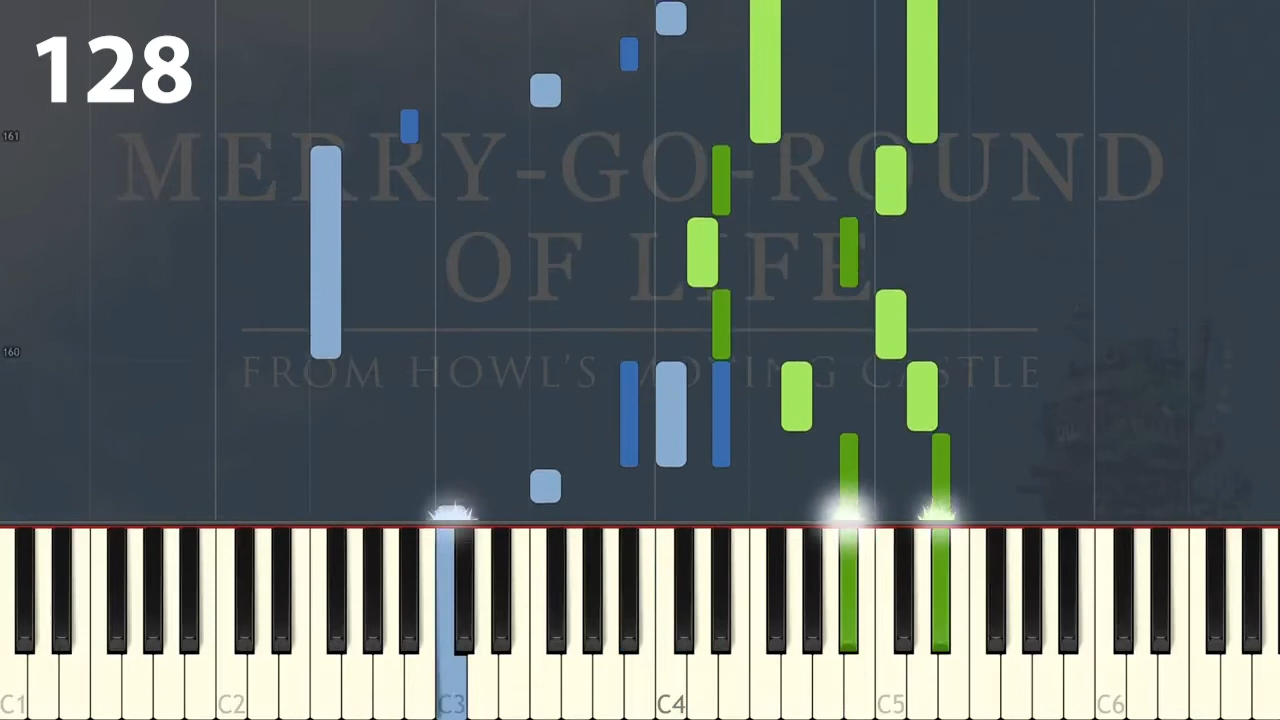 128
161
MERRY-GO-ROUND
OF LIFE
160
FROM HOWL'S MOVING CASTLE
C1 C2 C3 C4 C5 C6